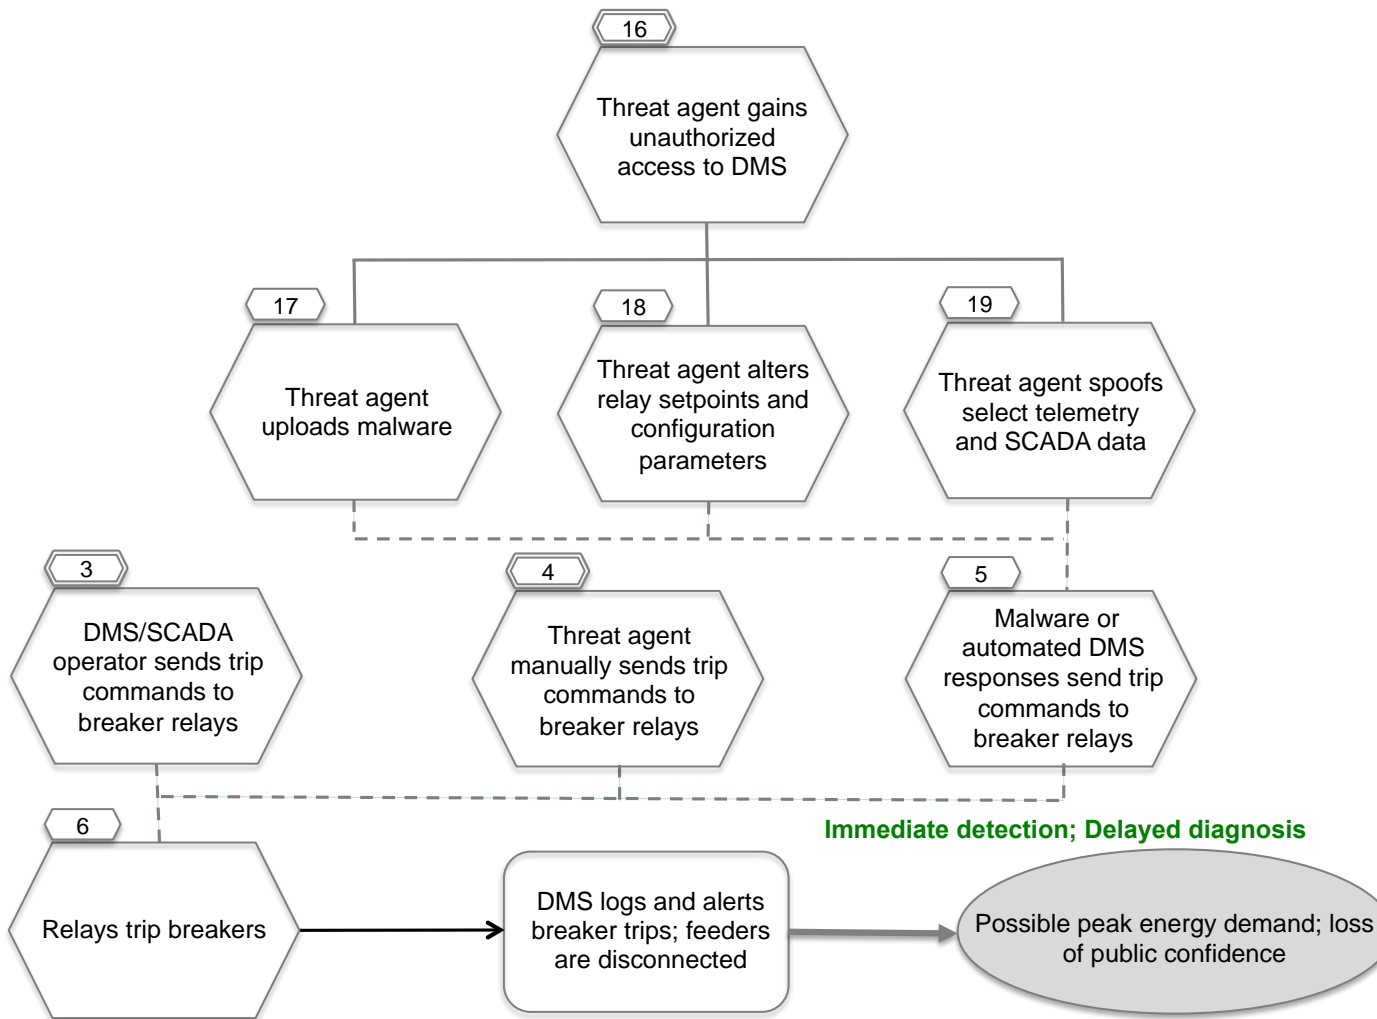 16
Threat agent gains
unauthorized
access to DMS
17
Threat agent
uploads malware
18
Threat agent alters
relay setpoints and
configuration
parameters
19
Threat agent spoofs
select telemetry
and SCADA data
3
DMS/SCADA
operator sends trip
commands to
breaker relays
4
Threat agent
manually sends trip
commands to
breaker relays
5
Malware or
automated DMS
responses send trip
commands to
breaker relays
6
Relays trip breakers
DMS logs and alerts
breaker trips; feeders
are disconnected
Immediate detection; Delayed diagnosis
Possible peak energy demand; loss
of public confidence